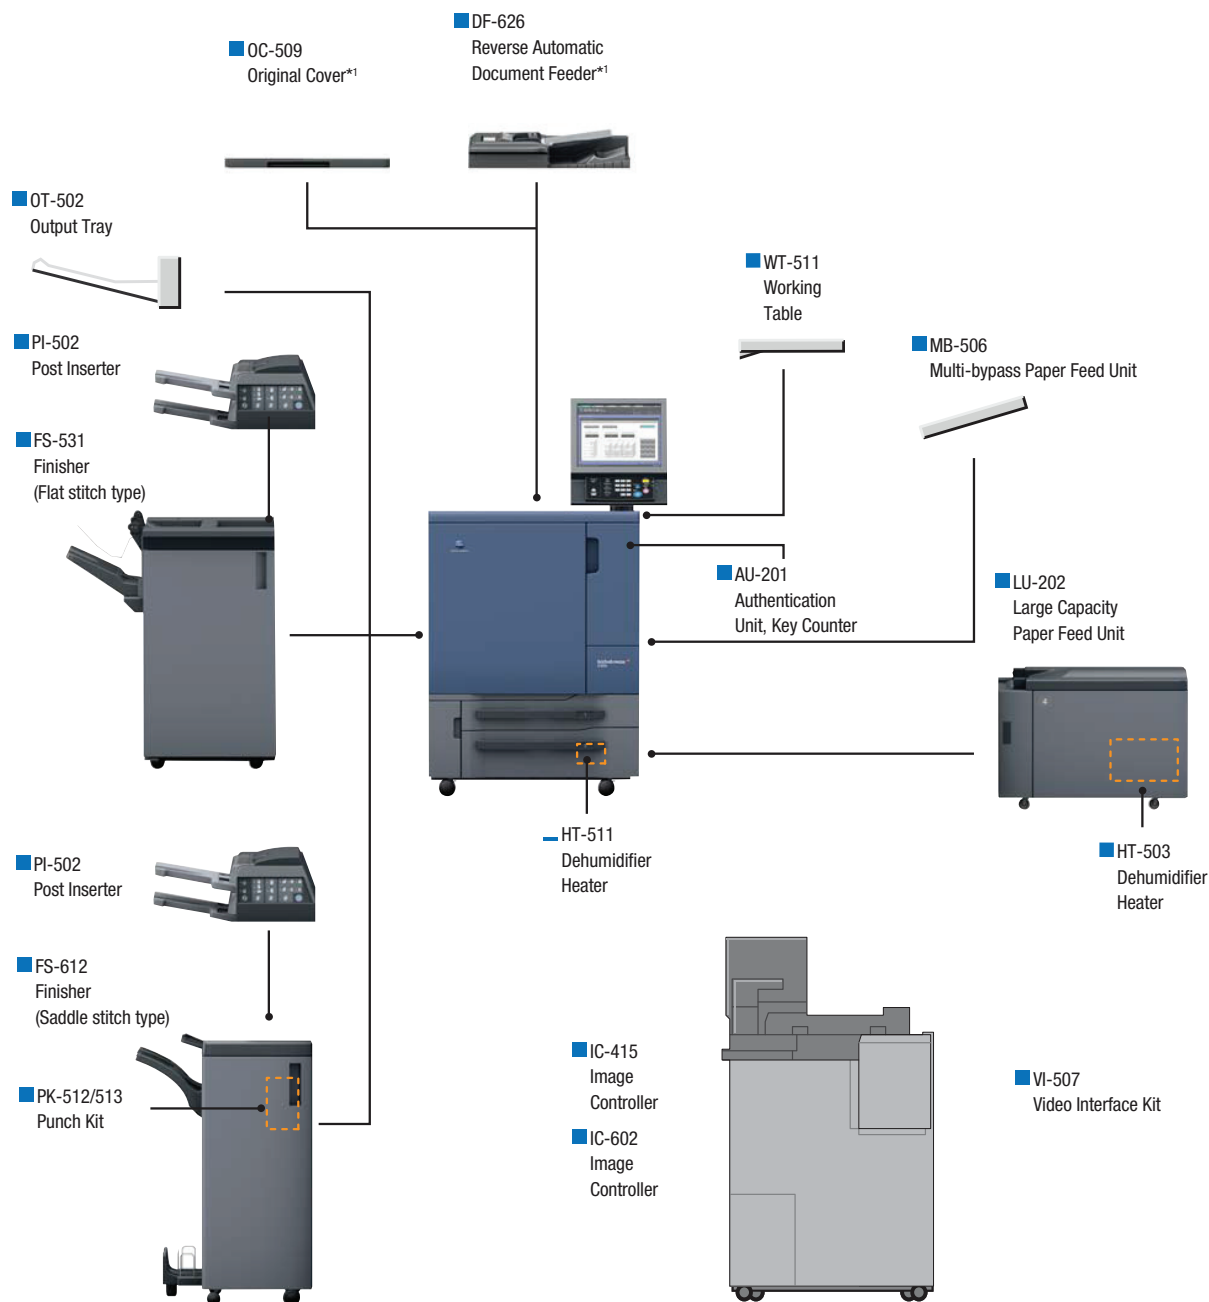 DF-626
Reverse Automatic
Document Feeder*1
OC-509
Original Cover*1
OT-502
Output Tray
WT-511
Working
Table
PI-502
Post Inserter
MB-506
Multi-bypass Paper Feed Unit
FS-531
Finisher
(Flat stitch type)
AU-201
Authentication
Unit, Key Counter
LU-202
Large Capacity
Paper Feed Unit
4
HT-511
Dehumidifier
Heater
HT-503
Dehumidifier
Heater
PI-502
Post Inserter
FS-612
Finisher
(Saddle stitch type)
PK-512/513
Punch Kit
IC-415
Image
Controller
IC-602
Image
Controller
VI-507
Video Interface Kit